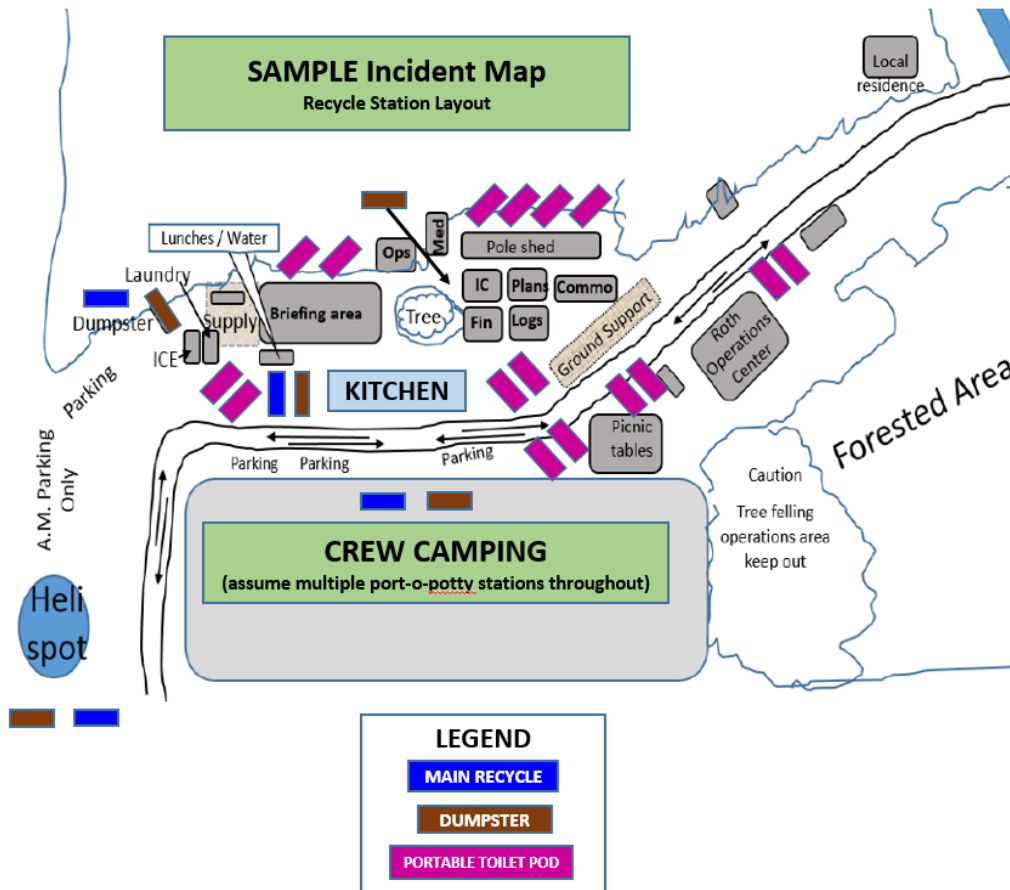 SAMPLE Incident Map
Recycle Station Layout
Local
residence
Lunches / Water
Ops
Med
Pole shed
Laundry
IC
Plans
Commo
Dumpster
Supply
Briefing area
Tree
Fin
Logs
Ground Support
Roth
Operations
Center
ICE
Parking
KITCHEN
Forested Area
Picnic
tables
Parking
Parking
Parking
A.M. Parking
Only
Caution
Tree felling
operations area
keep out
CREW CAMPING
(assume multiple port-o-potty stations throughout)
Heli
spot
LEGEND
MAIN RECYCLE
DUMPSTER
PORTABLE TOILET POD